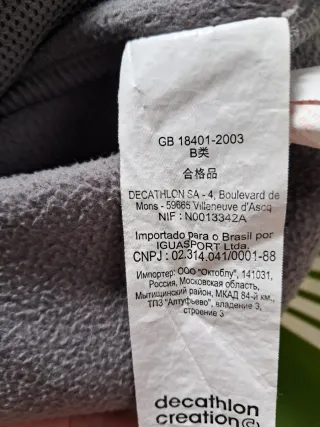 GB 18401-2003
B类
合格品
DECATHLON SA - 4, Boulevard de
Mons - 59665 Villeneuve d'Ascq
NIF : N0013342A
Importado para o Brasil por
IGUASPORT Ltda.
CNPJ : 02.314.041/0001-88
Импортер: ООО "Октоблу", 141031,
Россия, Московская область,
Мытищинский район, МКАД 84-й км.,
ТПЗ "Алтуфьево", владение 3,
строение 3
decathlon
creation©